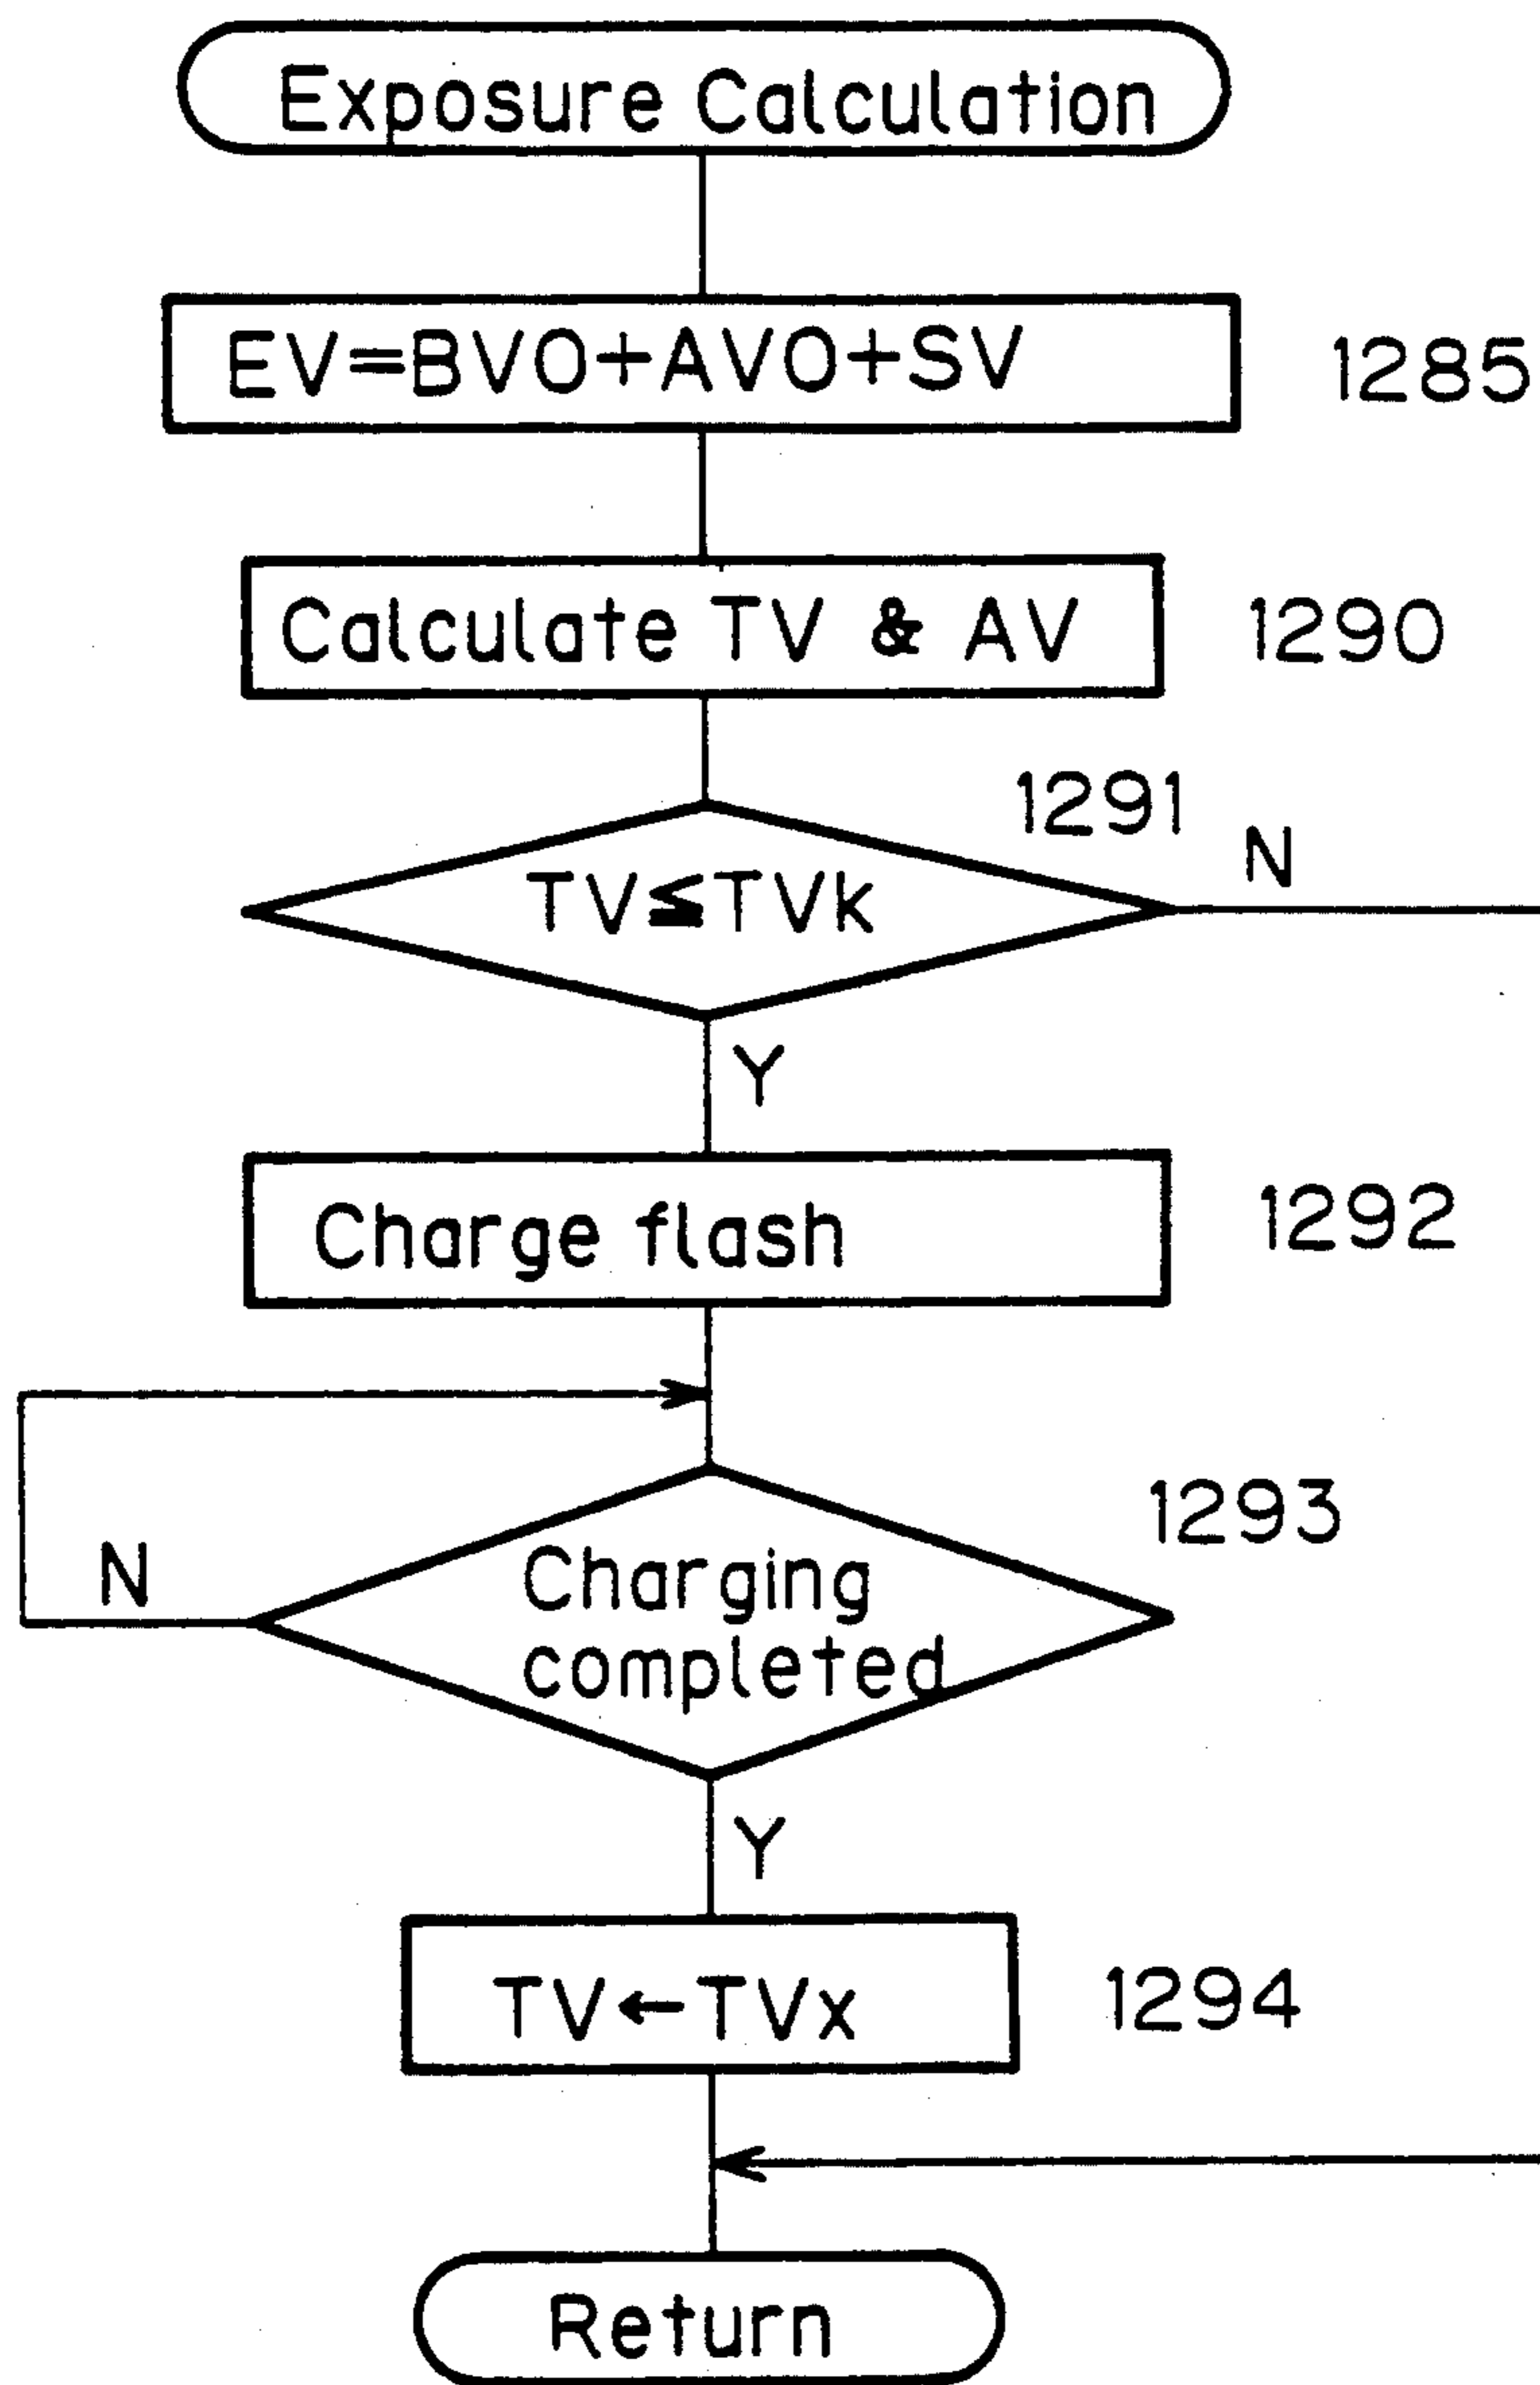 Exposure Calculation
EV=BVO+AVO+SV
1285
Calculate TV & AV
1290
1291
N
TV≦TVk
Y
Charge flash
1292
1293
N
Charging
completed
Y
TV←TVx
1294
Return